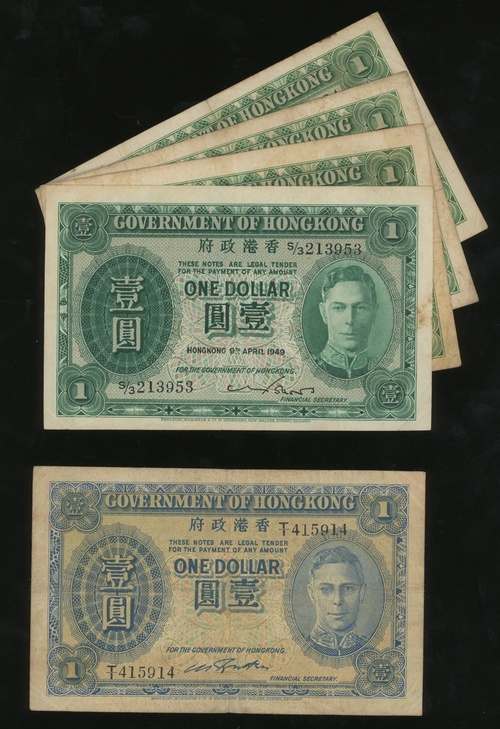 1
OF HONGKONG
1
OF HONGKONG
1
OF HONGKONG
壹 GOVERNMENT OF HONGKONG 1
府政港香 S/3 213953
THESE NOTES ARE LEGAL TENDER
FOR THE PAYMENT OF ANY AMOUNT
壹圓 ONE DOLLAR
圓壹
HONGKONG 9TH APRIL 1949
FOR THE GOVERNMENT OF HONGKONG.
1 S/3 213953 壹
FINANCIAL SECRETARY.
壹 GOVERNMENT OF HONGKONG 1
府政港香 T/1 415914
THESE NOTES ARE LEGAL TENDER
FOR THE PAYMENT OF ANY AMOUNT
壹圓 ONE DOLLAR
圓壹
FOR THE GOVERNMENT OF HONGKONG.
1 T/1 415914 壹
FINANCIAL SECRETARY.